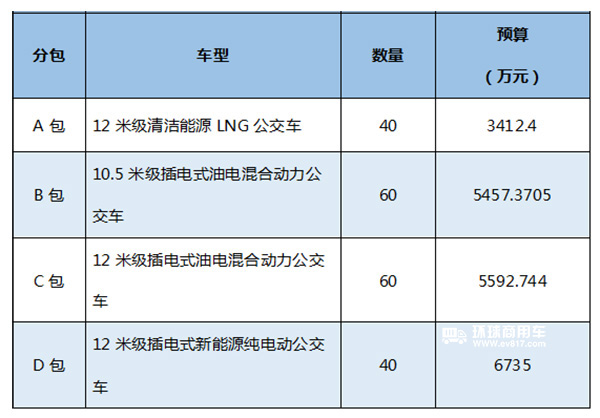 分包 车型 数量 预算
（万元）
A 包 12 米级清洁能源 LNG 公交车 40 3412.4
B 包 10.5 米级插电式油电混合动力公
交车 60 5457.3705
C 包 12 米级插电式油电混合动力公交
车 60 5592.744
D 包 12 米级插电式新能源纯电动公交
车 40 6735
环球商用车
www.ev817.com